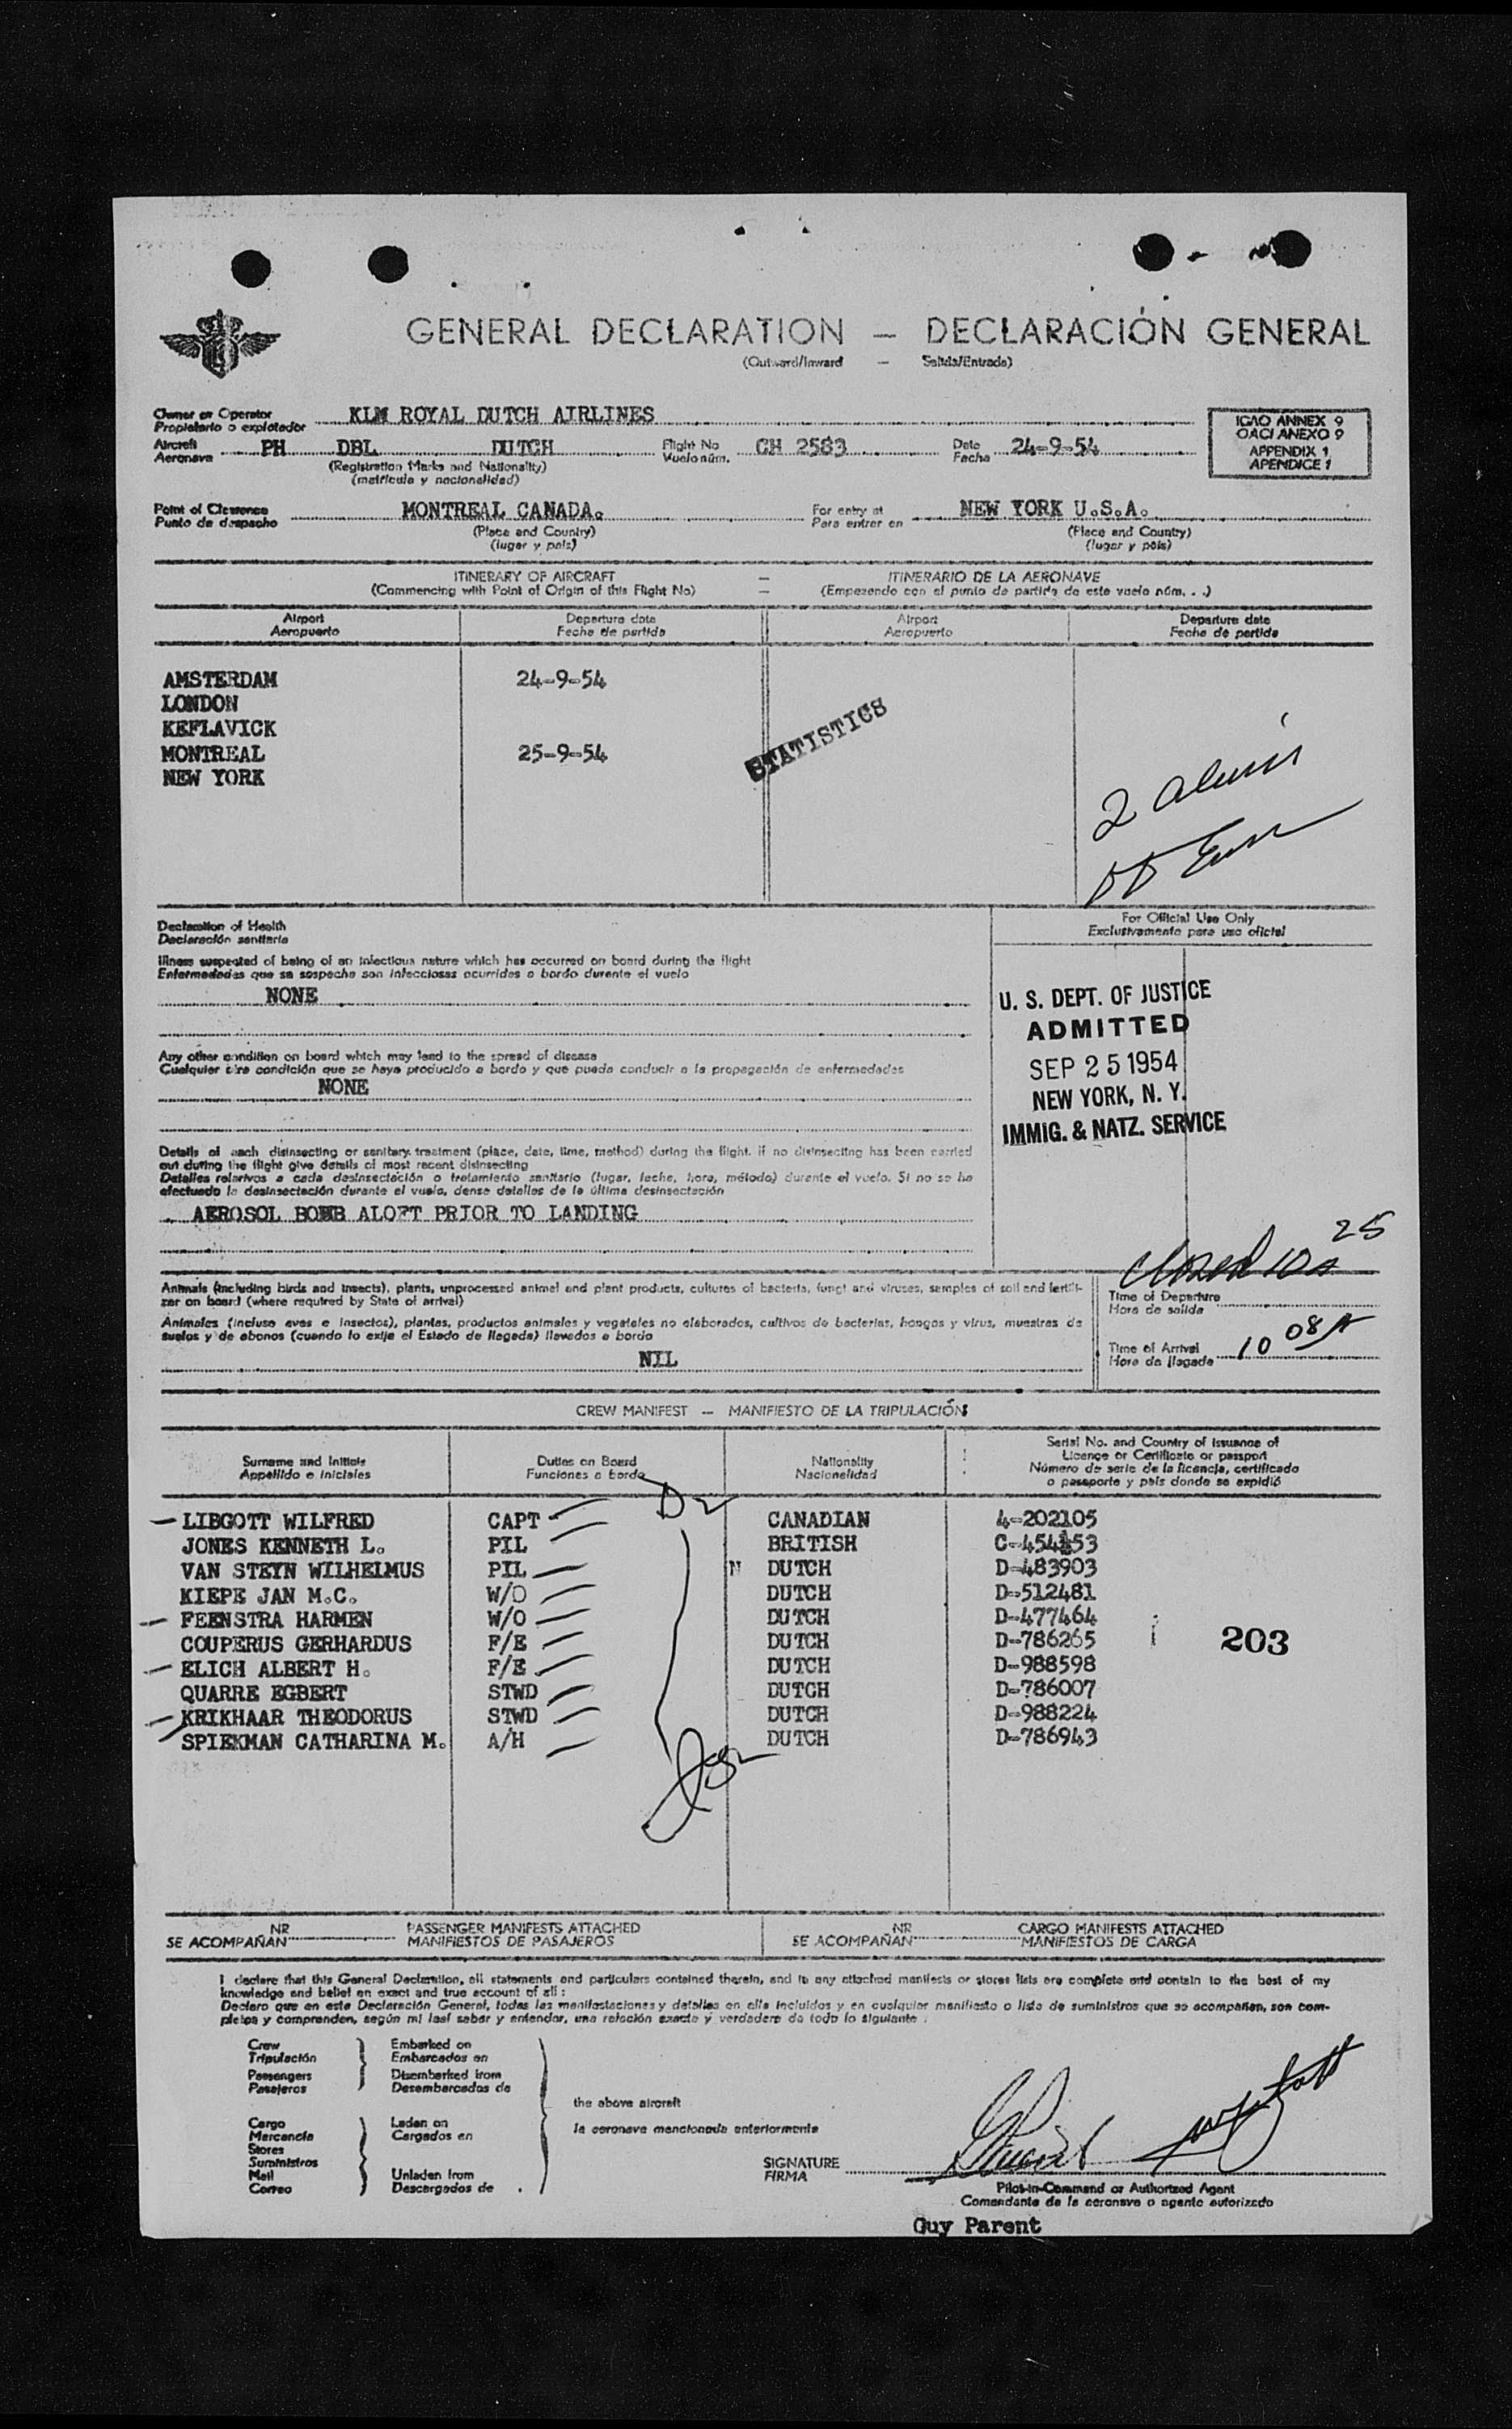 GENERAL DECLARATION — DECLARACIÓN GENERAL
(Outward/Inward — Salida/Entrada)
Owner or Operator KLM ROYAL DUTCH AIRLINES
Propietario o explotador
ICAO ANNEX 9
OACI ANEXO 9
APPENDIX 1
APENDICE 1
Aircraft PH DBL DUTCH Flight No GH 2583 Date 24-9-54
Aeronave Vuelo núm. Fecha
(Registration Marks and Nationality)
(matrícula y nacionalidad)
Point of Clearance MONTREAL CANADA. For entry at NEW YORK U.S.A.
Punto de despacho Para entrar en
(Place and Country) (Place and Country)
(lugar y país) (lugar y país)
ITINERARY OF AIRCRAFT — ITINERARIO DE LA AERONAVE
(Commencing with Point of Origin of this Flight No) — (Empezando con el punto de partida de este vuelo núm. . .)
Airport Departure date Airport Departure date
Aeropuerto Fecha de partida Aeropuerto Fecha de partida
AMSTERDAM 24-9-54
LONDON
KEFLAVICK
MONTREAL 25-9-54
NEW YORK
STATISTICS
2
For Official Use Only
Exclusivamente para uso oficial
Declaration of Health
Declaración sanitaria
Illness suspected of being of an infectious nature which has occurred on board during the flight
Enfermedades que se sospecha son infecciosas ocurridas a bordo durante el vuelo
NONE
Any other condition on board which may lead to the spread of disease
Cualquier otra condición que se haya producido a bordo y que pueda conducir a la propagación de enfermedades
NONE
Details of each disinsecting or sanitary treatment (place, date, time, method) during the flight. If no disinsecting has been carried
out during the flight give details of most recent disinsecting
Detalles relativos a cada desinsectación o tratamiento sanitario (lugar, fecha, hora, método) durante el vuelo. Si no se ha
efectuado la desinsectación durante el vuelo, dense detalles de la última desinsectación
AEROSOL BOMB ALOFT PRIOR TO LANDING
U. S. DEPT. OF JUSTICE
ADMITTED
SEP 25 1954
NEW YORK, N. Y.
IMMIG. & NATZ. SERVICE
Animals (including birds and insects), plants, unprocessed animal and plant products, cultures of bacteria, fungi and viruses, samples of soil and fertili-
zer on board (where required by State of arrival)
Animales (incluso aves e insectos), plantas, productos animales y vegetales no elaborados, cultivos de bacterias, hongos y virus, muestras de
suelos y de abonos (cuando lo exija el Estado de llegada) llevados a bordo
NIL
closed 10 25
Time of Departure
Hora de salida
Time of Arrival 10 08 A
Hora de llegada
CREW MANIFEST — MANIFIESTO DE LA TRIPULACIÓN
Surname and Initials Duties on Board Nationality Serial No. and Country of issuance of
Apellido e iniciales Funciones a bordo Nacionalidad Licence or Certificate or passport
Número de serie de la licencia, certificado
o pasaporte y país donde se expidió
LIBGOTT WILFRED CAPT CANADIAN 4-202105
JONES KENNETH L. PIL BRITISH C-454153
VAN STEYN WILHELMUS PIL N DUTCH D-483903
KIEPE JAN M.C. W/O DUTCH D-512481
FEENSTRA HARMEN W/O DUTCH D-477464
COUPERUS GERHARDUS F/E DUTCH D-786265
ELICH ALBERT H. F/E DUTCH D-988598
QUARRE EGBERT STWD DUTCH D-786007
KRIKHAAR THEODORUS STWD DUTCH D-988224
SPIEKMAN CATHARINA M. A/H DUTCH D-786943
203
NR PASSENGER MANIFESTS ATTACHED NR CARGO MANIFESTS ATTACHED
SE ACOMPAÑAN MANIFIESTOS DE PASAJEROS SE ACOMPAÑAN MANIFIESTOS DE CARGA
I declare that this General Declaration, all statements and particulars contained therein, and in any attached manifests or stores lists are complete and contain to the best of my
knowledge and belief an exact and true account of all :
Declaro que en esta Declaración General, todas las manifestaciones y detalles en ella incluidos y en cualquier manifiesto o lista de suministros que se acompañan, son com-
pletos y comprenden, según mi leal saber y entender, una relación exacta y verdadera de todo lo siguiente :
Crew Embarked on
Tripulación Embarcados en
Passengers Disembarked from
Pasajeros Desembarcados de
the above aircraft
Cargo Laden on
la aeronave mencionada anteriormente
Mercancía Cargados en
Stores
Suministros
Mail Unladen from
Correo Descargados de
SIGNATURE
FIRMA
Pilot-in-Command or Authorized Agent
Comandante de la aeronave o agente autorizado
Guy Parent